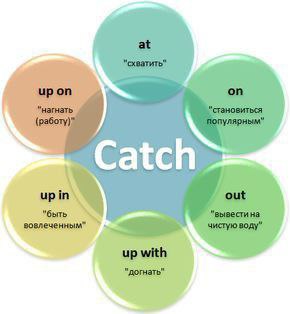 at
"схватить"
up on
"нагнать
(работу)"
on
"становиться
популярным"
Catch
up in
"быть
вовлеченным"
out
"вывести на
чистую воду"
up with
"догнать"